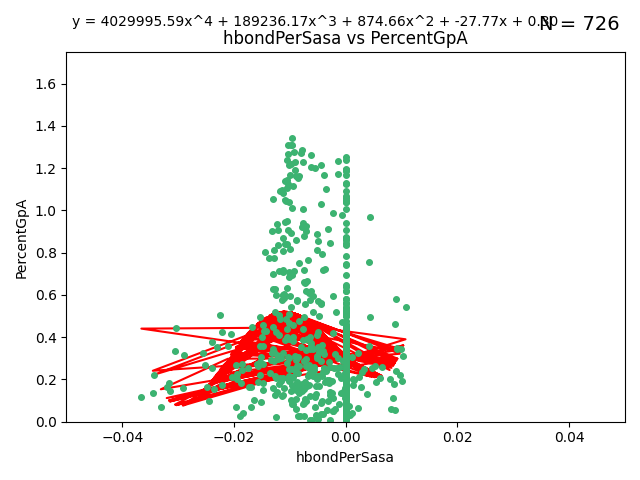 y = 4029995.59x^4 + 189236.17x^3 + 874.66x^2 + -27.77x + 0.30
N = 726
hbondPerSasa vs PercentGpA
PercentGpA
1.6
1.4
1.2
1.0
0.8
0.6
0.4
0.2
0.0
−0.04 −0.02 0.00 0.02 0.04
hbondPerSasa